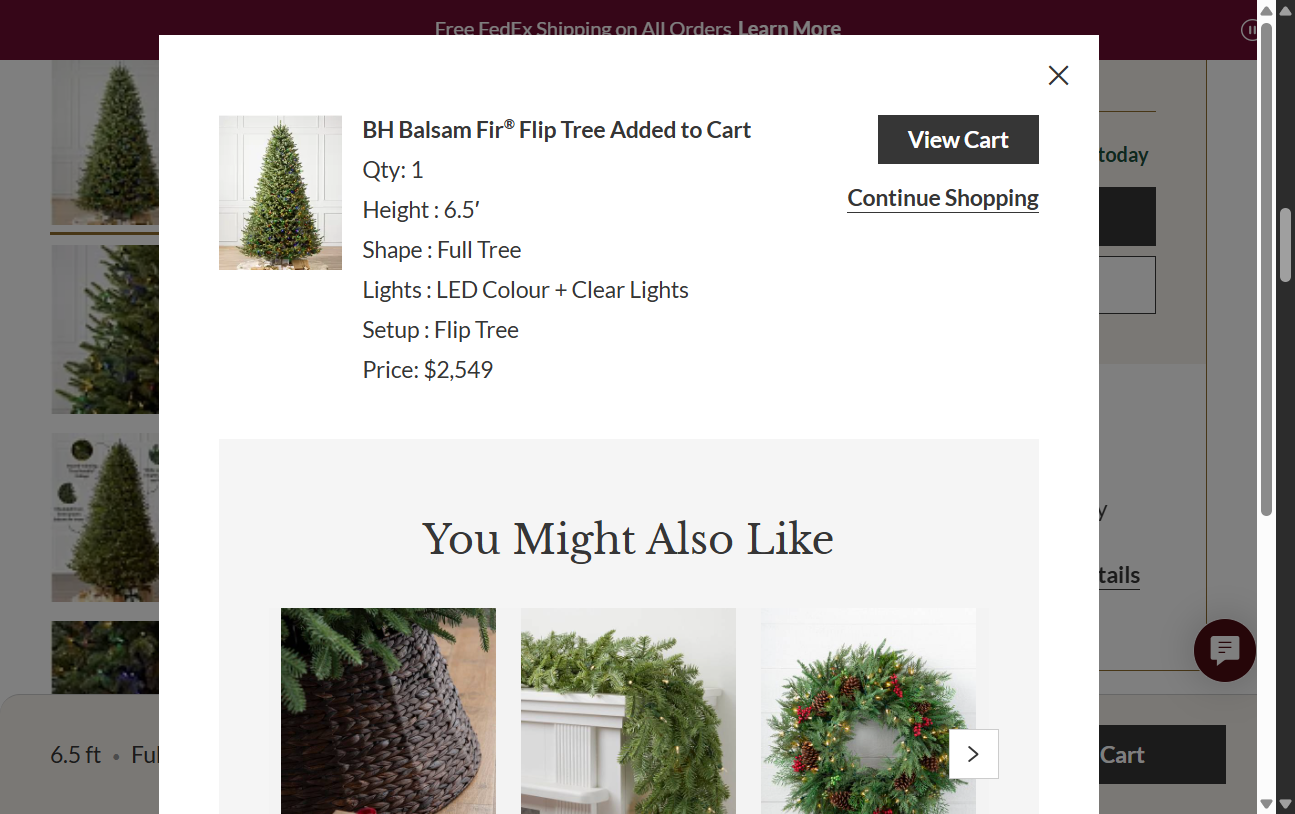 Free FedEx Shipping on All Orders Learn More
BH Balsam Fir® Flip Tree Added to Cart
Qty: 1
Height : 6.5′
Shape : Full Tree
Lights : LED Colour + Clear Lights
Setup : Flip Tree
Price: $2,549
View Cart
Continue Shopping
today
You Might Also Like
y
tails
6.5 ft • Ful
Cart